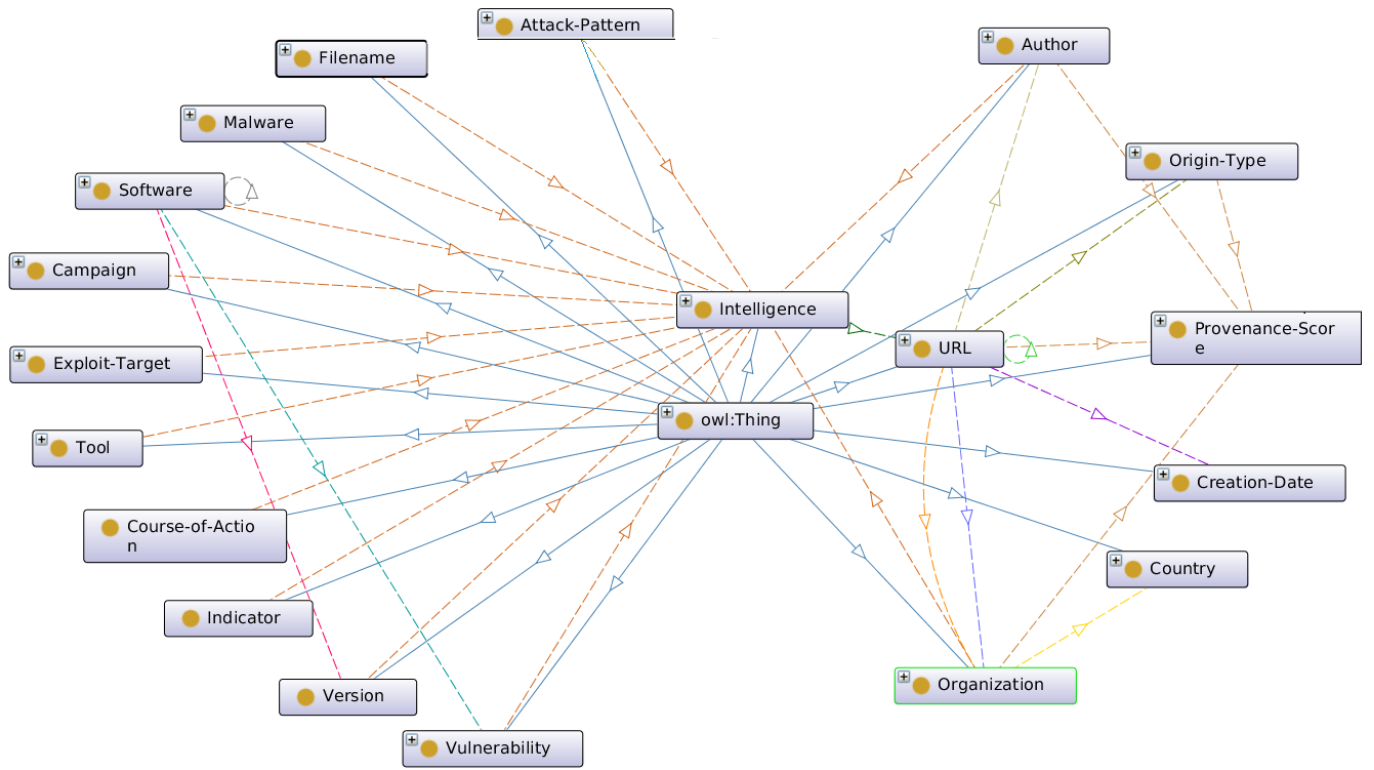 Attack-Pattern
Author
Filename
Malware
Origin-Type
Software
Campaign
Intelligence
Provenance-Scor
e
URL
Exploit-Target
owl:Thing
Tool
Creation-Date
Course-of-Actio
n
Country
Indicator
Organization
Version
Vulnerability